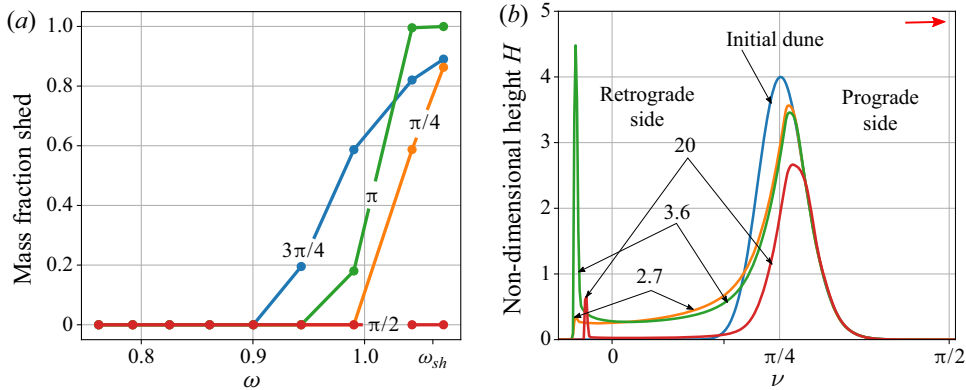 (a)
1.0
0.8
0.6
0.4
0.2
0
Mass fraction shed
π/4
π
3π/4
π/2
0.8
0.9
1.0
ω_sh
ω
(b)
5
4
3
2
1
0
Non-dimensional height H
Initial dune
Retrograde
side
Prograde
side
20
3.6
2.7
0
π/4
π/2
ν